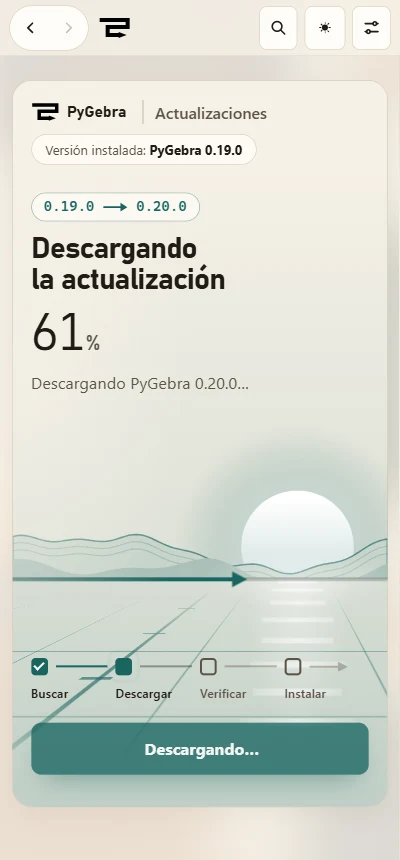 PyGebra
Actualizaciones
Versión instalada: PyGebra 0.19.0
0.19.0 → 0.20.0
Descargando
la actualización
61%
Descargando PyGebra 0.20.0...
Buscar
Descargar
Verificar
Instalar
Descargando...